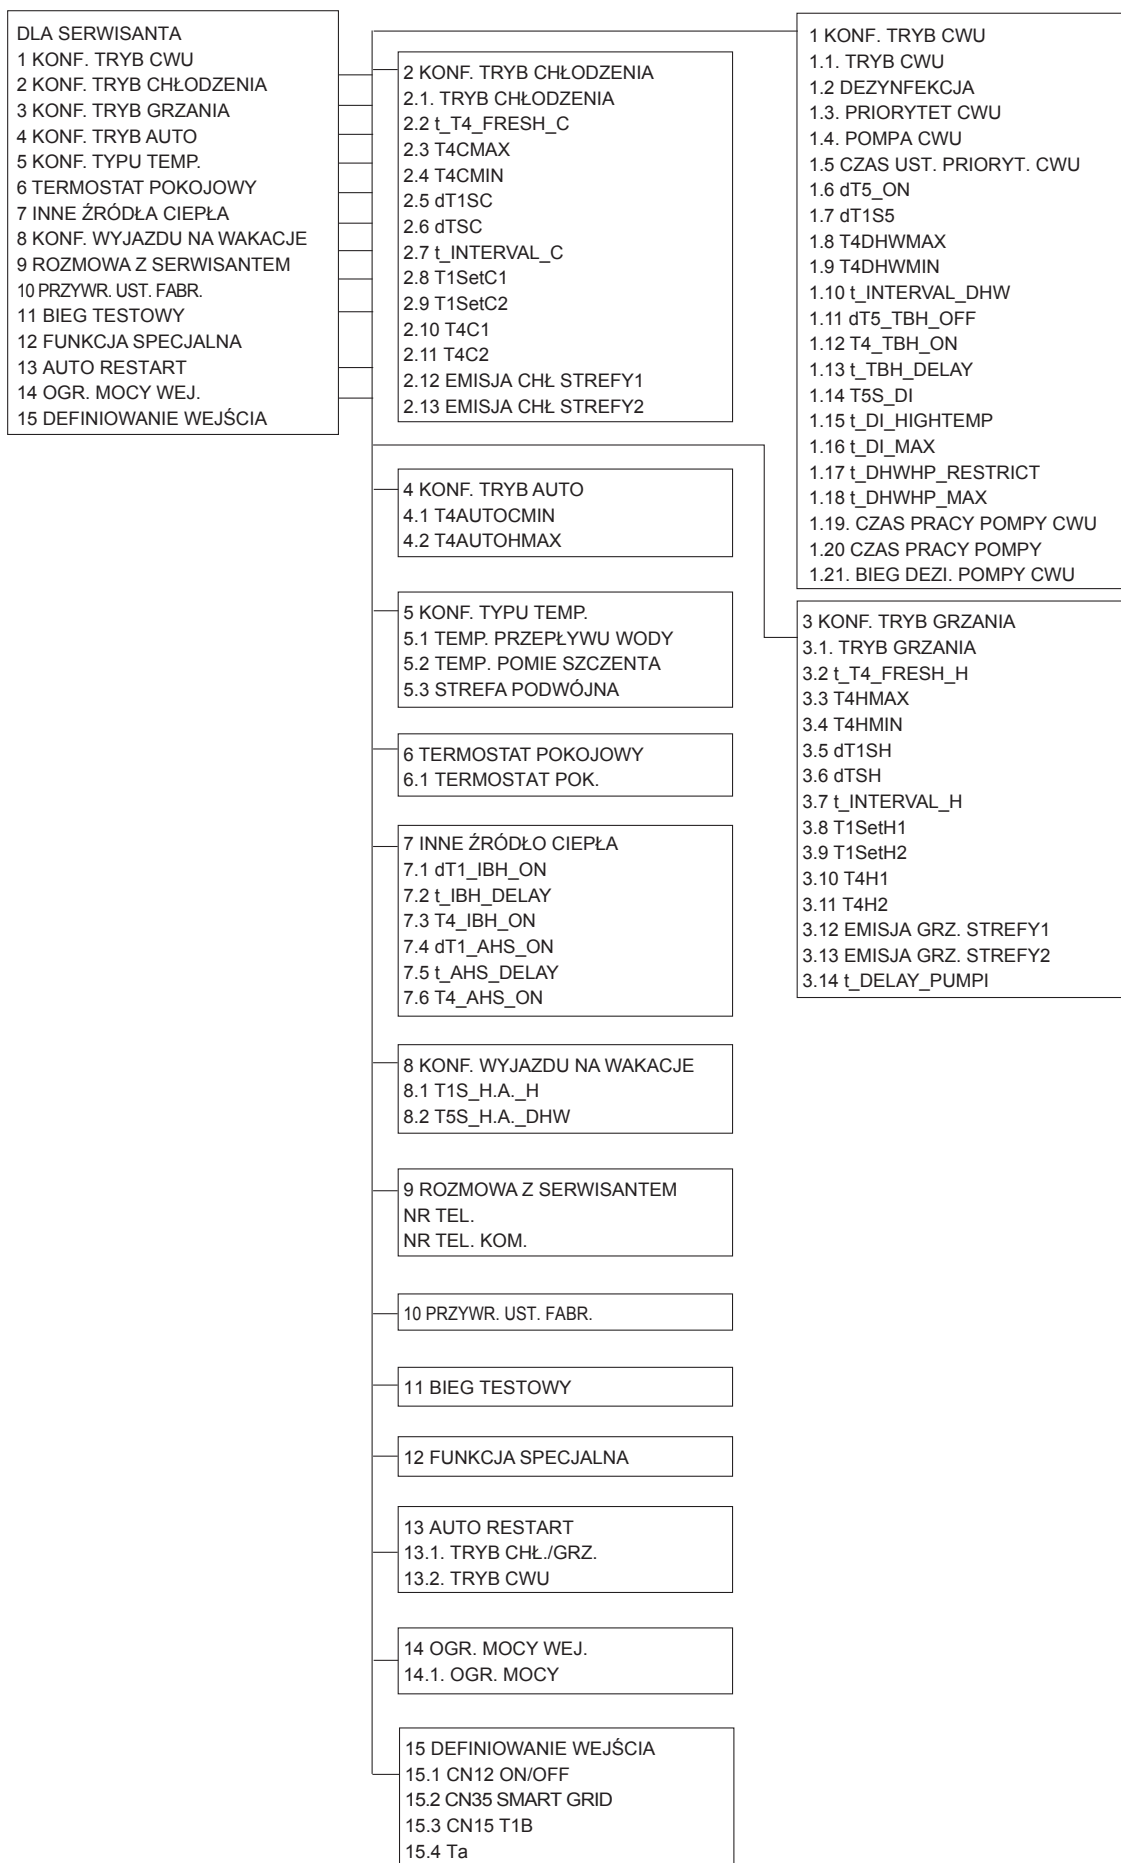 DLA SERWISANTA
1 KONF. TRYB CWU
2 KONF. TRYB CHŁODZENIA
3 KONF. TRYB GRZANIA
4 KONF. TRYB AUTO
5 KONF. TYPU TEMP.
6 TERMOSTAT POKOJOWY
7 INNE ŹRÓDŁA CIEPŁA
8 KONF. WYJAZDU NA WAKACJE
9 ROZMOWA Z SERWISANTEM
10 PRZYWR. UST. FABR.
11 BIEG TESTOWY
12 FUNKCJA SPECJALNA
13 AUTO RESTART
14 OGR. MOCY WEJ.
15 DEFINIOWANIE WEJŚCIA
2 KONF. TRYB CHŁODZENIA
2.1. TRYB CHŁODZENIA
2.2 t_T4_FRESH_C
2.3 T4CMAX
2.4 T4CMIN
2.5 dT1SC
2.6 dTSC
2.7 t_INTERVAL_C
2.8 T1SetC1
2.9 T1SetC2
2.10 T4C1
2.11 T4C2
2.12 EMISJA CHŁ STREFY1
2.13 EMISJA CHŁ STREFY2
4 KONF. TRYB AUTO
4.1 T4AUTOCMIN
4.2 T4AUTOHMAX
5 KONF. TYPU TEMP.
5.1 TEMP. PRZEPŁYWU WODY
5.2 TEMP. POMIE SZCZENTA
5.3 STREFA PODWÓJNA
6 TERMOSTAT POKOJOWY
6.1 TERMOSTAT POK.
7 INNE ŹRÓDŁO CIEPŁA
7.1 dT1_IBH_ON
7.2 t_IBH_DELAY
7.3 T4_IBH_ON
7.4 dT1_AHS_ON
7.5 t_AHS_DELAY
7.6 T4_AHS_ON
8 KONF. WYJAZDU NA WAKACJE
8.1 T1S_H.A._H
8.2 T5S_H.A._DHW
9 ROZMOWA Z SERWISANTEM
NR TEL.
NR TEL. KOM.
10 PRZYWR. UST. FABR.
11 BIEG TESTOWY
12 FUNKCJA SPECJALNA
13 AUTO RESTART
13.1. TRYB CHŁ./GRZ.
13.2. TRYB CWU
14 OGR. MOCY WEJ.
14.1. OGR. MOCY
15 DEFINIOWANIE WEJŚCIA
15.1 CN12 ON/OFF
15.2 CN35 SMART GRID
15.3 CN15 T1B
15.4 Ta
1 KONF. TRYB CWU
1.1. TRYB CWU
1.2 DEZYNFEKCJA
1.3. PRIORYTET CWU
1.4. POMPA CWU
1.5 CZAS UST. PRIORYT. CWU
1.6 dT5_ON
1.7 dT1S5
1.8 T4DHWMAX
1.9 T4DHWMIN
1.10 t_INTERVAL_DHW
1.11 dT5_TBH_OFF
1.12 T4_TBH_ON
1.13 t_TBH_DELAY
1.14 T5S_DI
1.15 t_DI_HIGHTEMP
1.16 t_DI_MAX
1.17 t_DHWHP_RESTRICT
1.18 t_DHWHP_MAX
1.19. CZAS PRACY POMPY CWU
1.20 CZAS PRACY POMPY
1.21. BIEG DEZI. POMPY CWU
3 KONF. TRYB GRZANIA
3.1. TRYB GRZANIA
3.2 t_T4_FRESH_H
3.3 T4HMAX
3.4 T4HMIN
3.5 dT1SH
3.6 dTSH
3.7 t_INTERVAL_H
3.8 T1SetH1
3.9 T1SetH2
3.10 T4H1
3.11 T4H2
3.12 EMISJA GRZ. STREFY1
3.13 EMISJA GRZ. STREFY2
3.14 t_DELAY_PUMPI